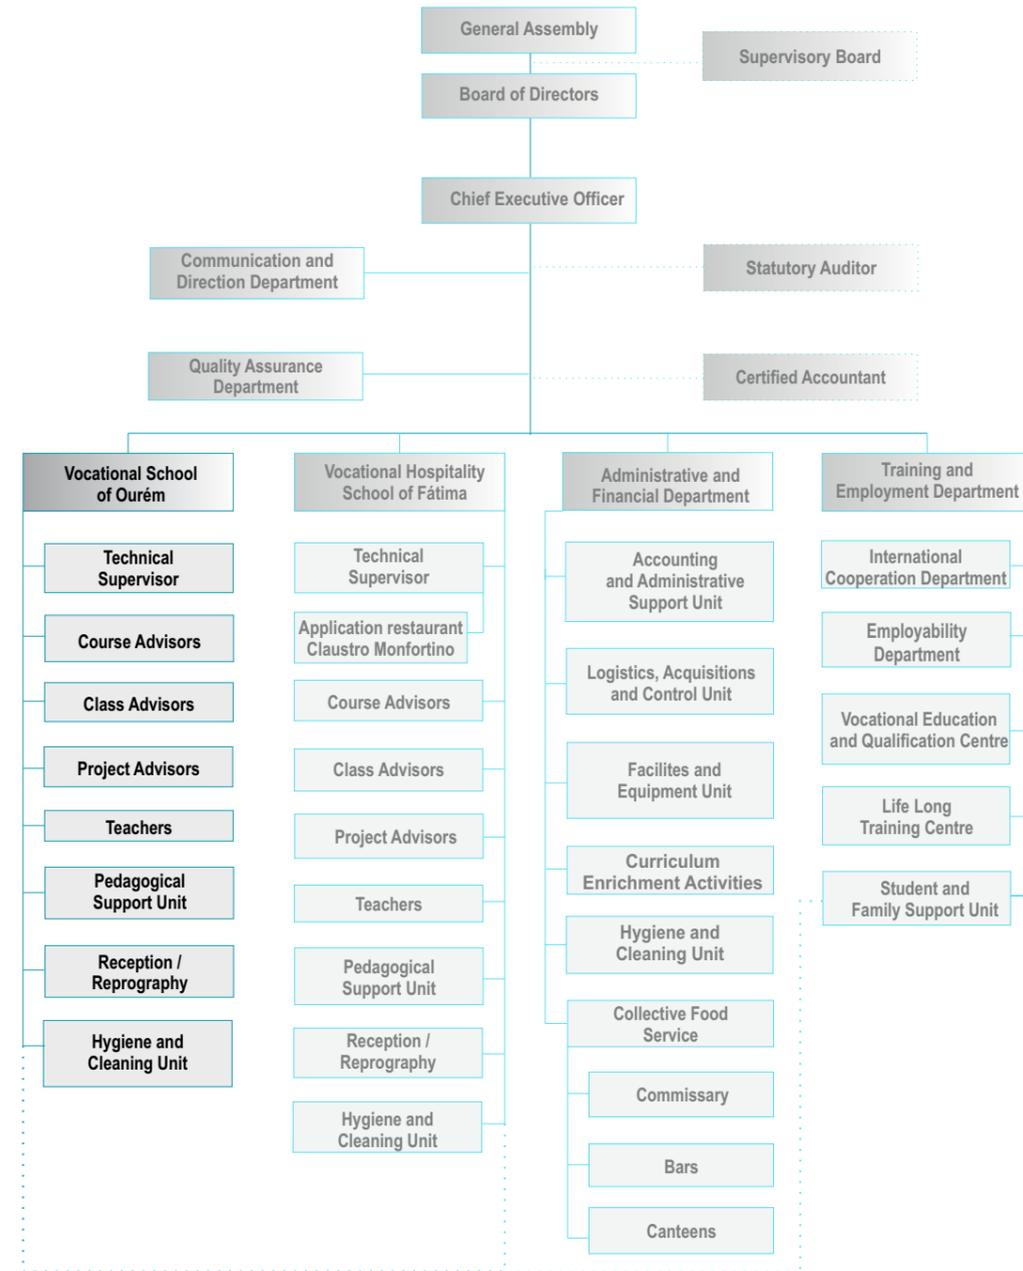 General Assembly
Supervisory Board
Board of Directors
Chief Executive Officer
Communication and
Direction Department
Statutory Auditor
Quality Assurance
Department
Certified Accountant
Vocational School
of Ourém
Technical
Supervisor
Course Advisors
Class Advisors
Project Advisors
Teachers
Pedagogical
Support Unit
Reception /
Reprography
Hygiene and
Cleaning Unit
Vocational Hospitality
School of Fátima
Technical
Supervisor
Application restaurant
Claustro Monfortino
Course Advisors
Class Advisors
Project Advisors
Teachers
Pedagogical
Support Unit
Reception /
Reprography
Hygiene and
Cleaning Unit
Administrative and
Financial Department
Accounting
and Administrative
Support Unit
Logistics, Acquisitions
and Control Unit
Facilites and
Equipment Unit
Curriculum
Enrichment Activities
Hygiene and
Cleaning Unit
Collective Food
Service
Commissary
Bars
Canteens
Training and
Employment Department
International
Cooperation Department
Employability
Department
Vocational Education
and Qualification Centre
Life Long
Training Centre
Student and
Family Support Unit